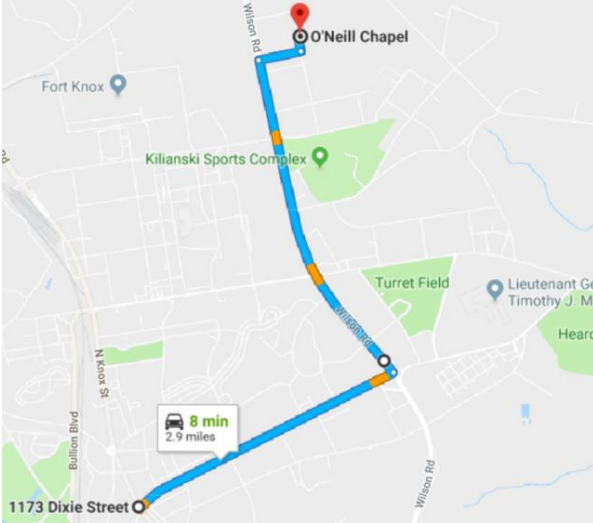 Wilson Rd
O'Neill Chapel
Fort Knox
Kilianski Sports Complex
Turret Field
Lieutenant Ge
Timothy J. M
Wilson Rd
Heard
N Knox St
8 min
2.9 miles
Bullion Blvd
Wilson Rd
1173 Dixie Street